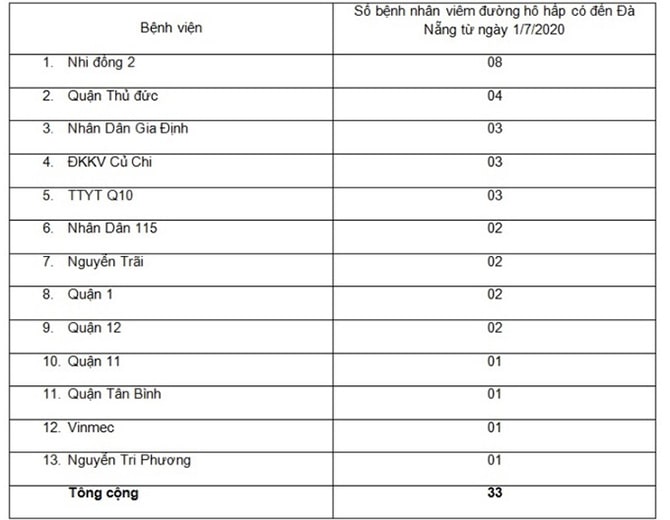 Bệnh viện
Số bệnh nhân viêm đường hô hấp có đến Đà
Nẵng từ ngày 1/7/2020
1. Nhi đồng 2 08
2. Quận Thủ đức 04
3. Nhân Dân Gia Định 03
4. ĐKKV Củ Chi 03
5. TTYT Q10 03
6. Nhân Dân 115 02
7. Nguyễn Trãi 02
8. Quận 1 02
9. Quận 12 02
10. Quận 11 01
11. Quận Tân Bình 01
12. Vinmec 01
13. Nguyễn Tri Phương 01
Tổng cộng 33